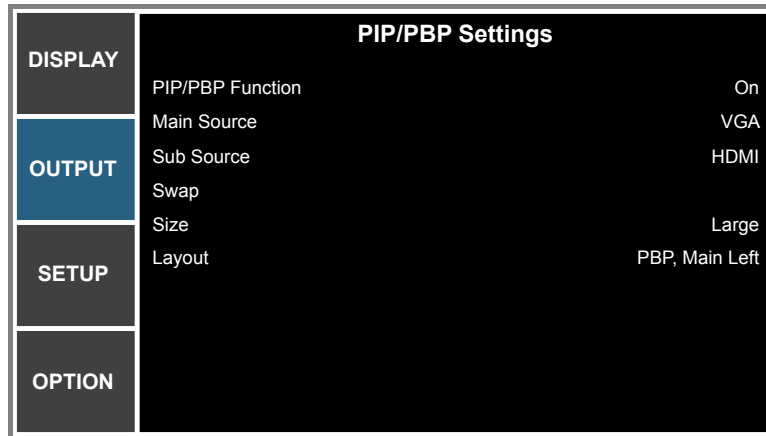 PIP/PBP Settings
DISPLAY
OUTPUT
SETUP
OPTION
PIP/PBP Function On
Main Source VGA
Sub Source HDMI
Swap
Size Large
Layout PBP, Main Left